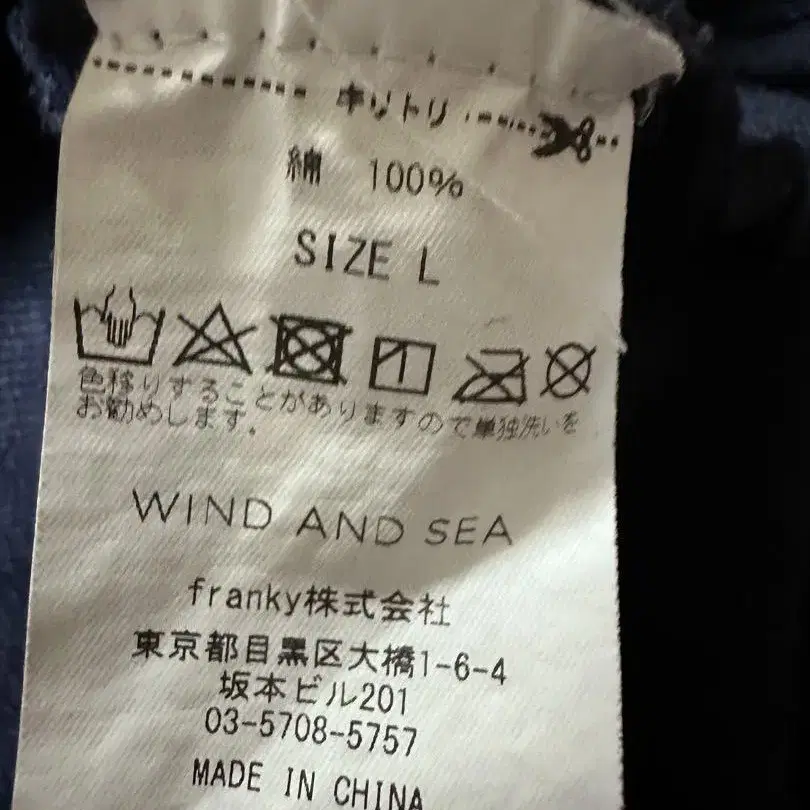 キリトリ
綿 100%
SIZE L
色移りすることがありますので単独洗いを
お勧めします.
WIND AND SEA
franky株式会社
東京都目黒区大橋1-6-4
坂本ビル201
03-5708-5757
MADE IN CHINA